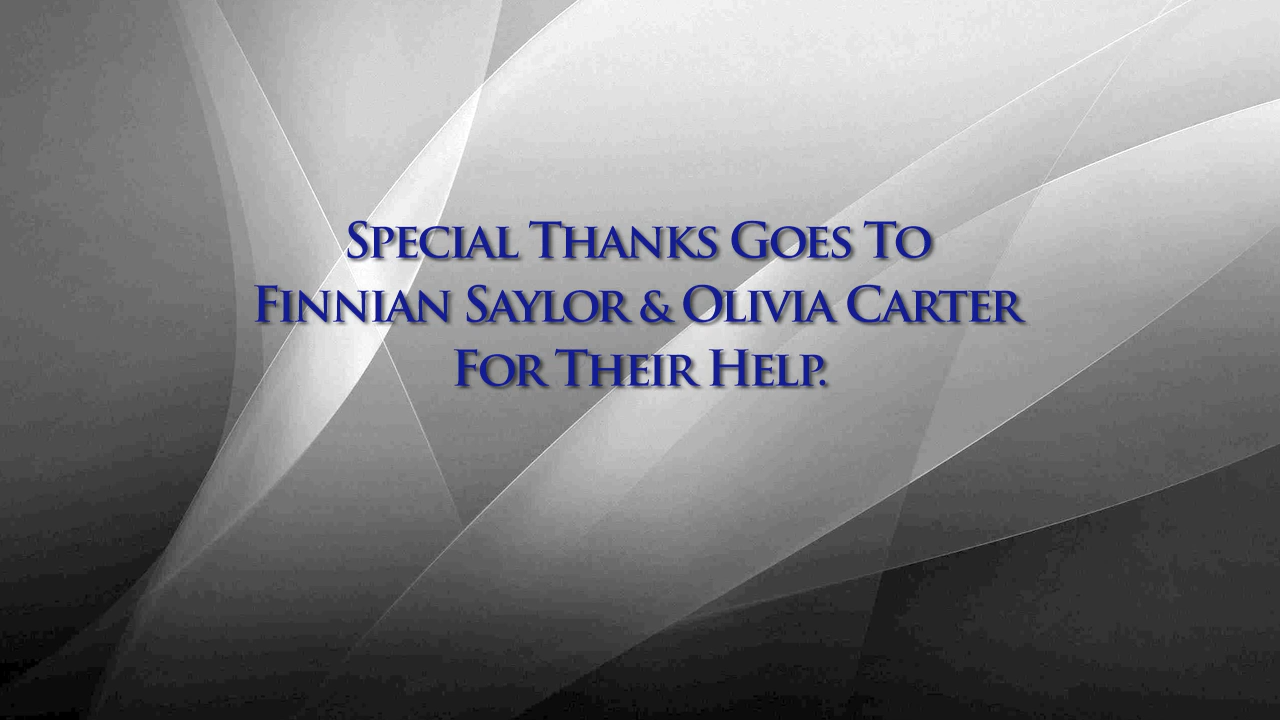 Special Thanks Goes To
Finnian Saylor & Olivia Carter
For Their Help.